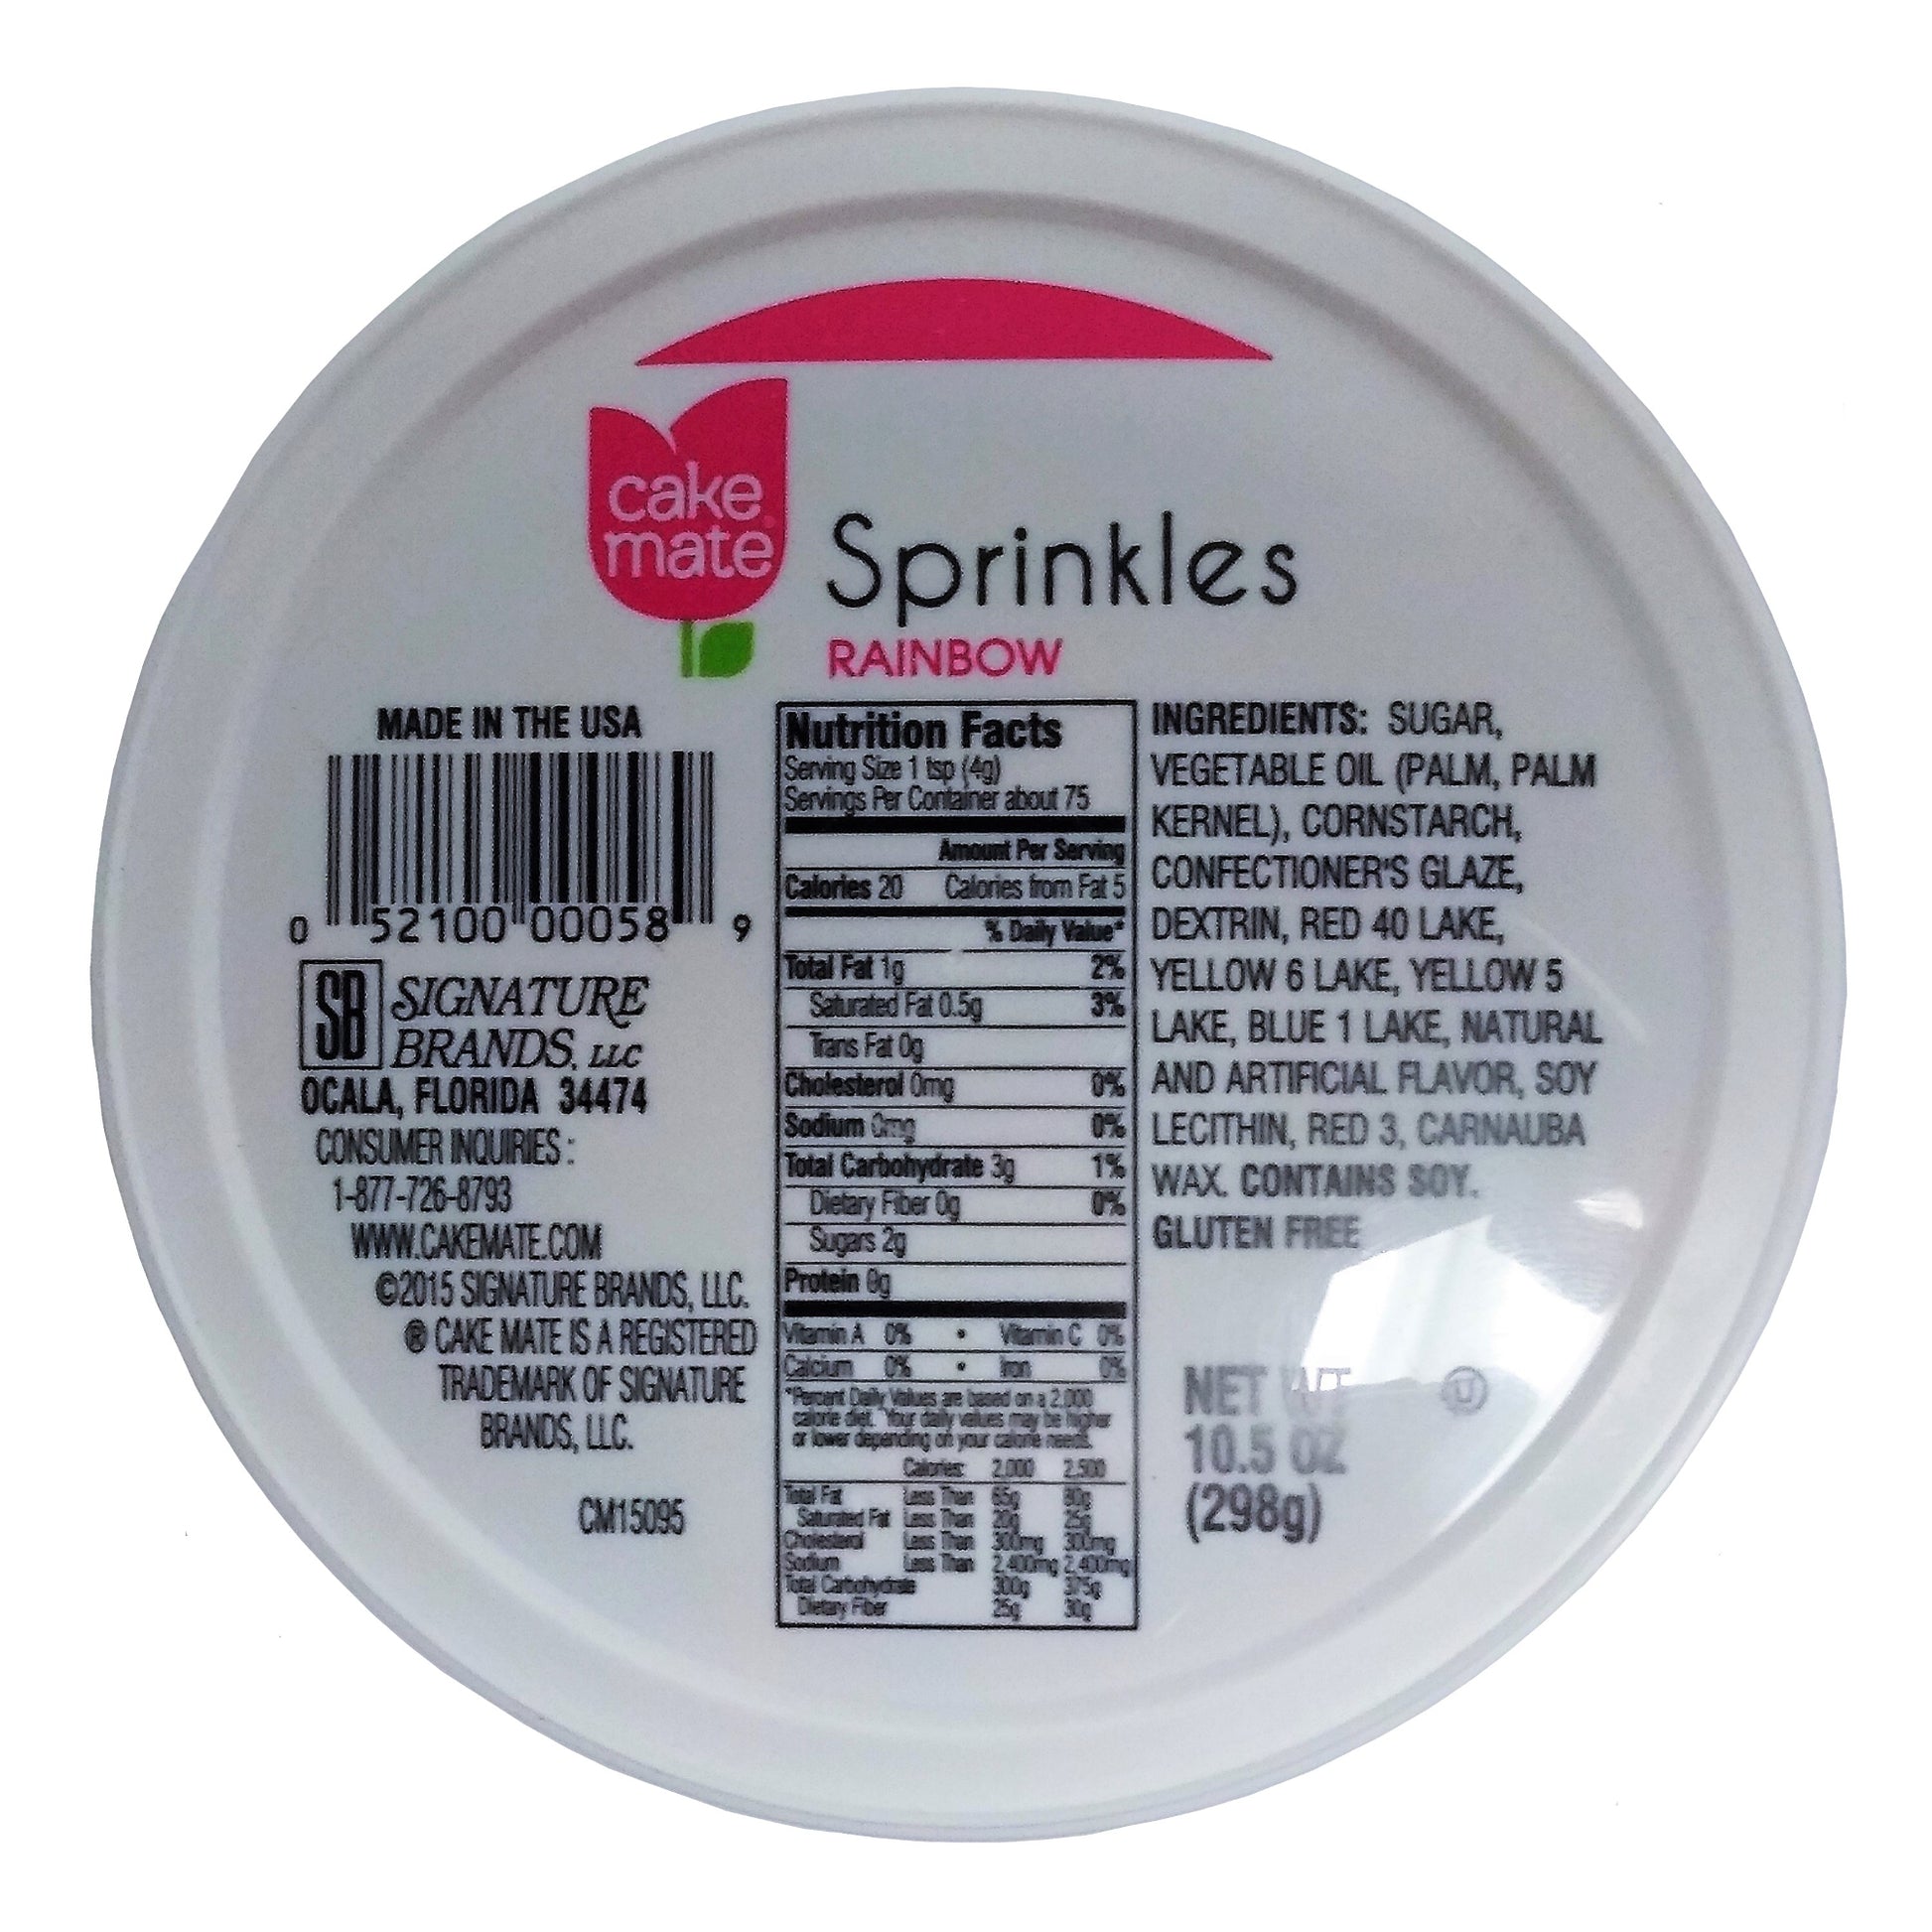 cake
mate
Sprinkles
RAINBOW
MADE IN THE USA
0 52100 00058 9
SB SIGNATURE
BRANDS, LLC
OCALA, FLORIDA 34474
CONSUMER INQUIRIES :
1-877-726-8793
WWW.CAKEMATE.COM
©2015 SIGNATURE BRANDS, LLC.
® CAKE MATE IS A REGISTERED
TRADEMARK OF SIGNATURE
BRANDS, LLC.
CM15095
Nutrition Facts
Serving Size 1 tsp (4g)
Servings Per Container about 75
Amount Per Serving
Calories 20 Calories from Fat 5
% Daily Value*
Total Fat 1g 2%
Saturated Fat 0.5g 3%
Trans Fat 0g
Cholesterol 0mg 0%
Sodium 0mg 0%
Total Carbohydrate 3g 1%
Dietary Fiber 0g 0%
Sugars 2g
Protein 0g
Vitamin A 0% • Vitamin C 0%
Calcium 0% • Iron 0%
*Percent Daily Values are based on a 2,000
calorie diet. Your daily values may be higher
or lower depending on your calorie needs.
Calories: 2,000 2,500
Total Fat Less Than 65g 80g
Saturated Fat Less Than 20g 25g
Cholesterol Less Than 300mg 300mg
Sodium Less Than 2,400mg 2,400mg
Total Carbohydrate 300g 375g
Dietary Fiber 25g 30g
INGREDIENTS: SUGAR,
VEGETABLE OIL (PALM, PALM
KERNEL), CORNSTARCH,
CONFECTIONER'S GLAZE,
DEXTRIN, RED 40 LAKE,
YELLOW 6 LAKE, YELLOW 5
LAKE, BLUE 1 LAKE, NATURAL
AND ARTIFICIAL FLAVOR, SOY
LECITHIN, RED 3, CARNAUBA
WAX. CONTAINS SOY.
GLUTEN FREE
NET WT
10.5 OZ
(298g)
U